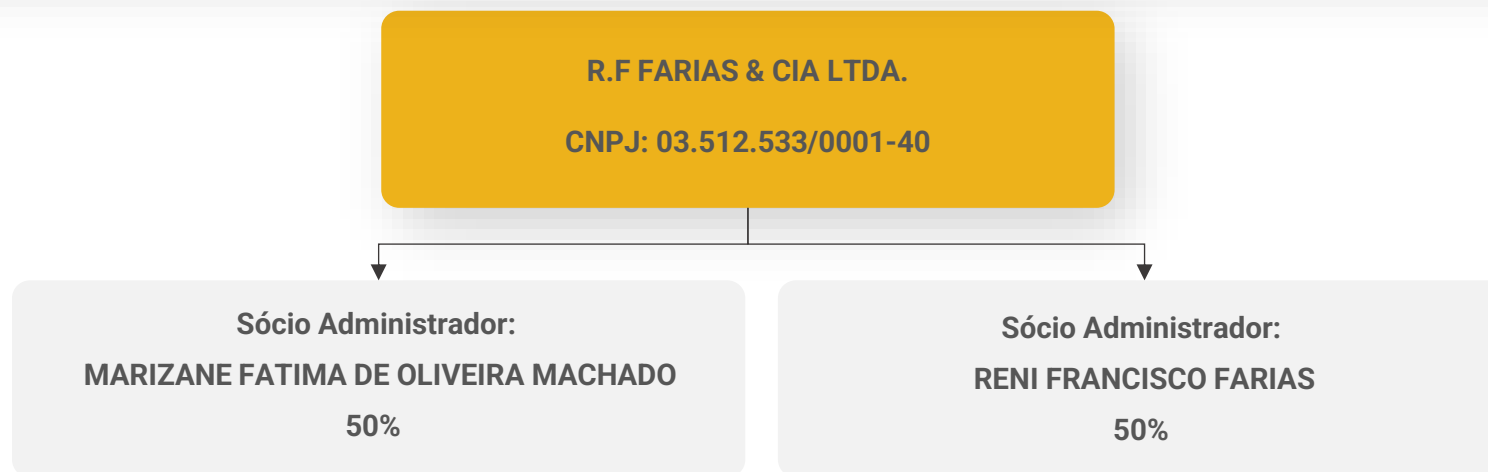 R.F FARIAS & CIA LTDA.
CNPJ: 03.512.533/0001-40
Sócio Administrador:
MARIZANE FATIMA DE OLIVEIRA MACHADO
50%
Sócio Administrador:
RENI FRANCISCO FARIAS
50%